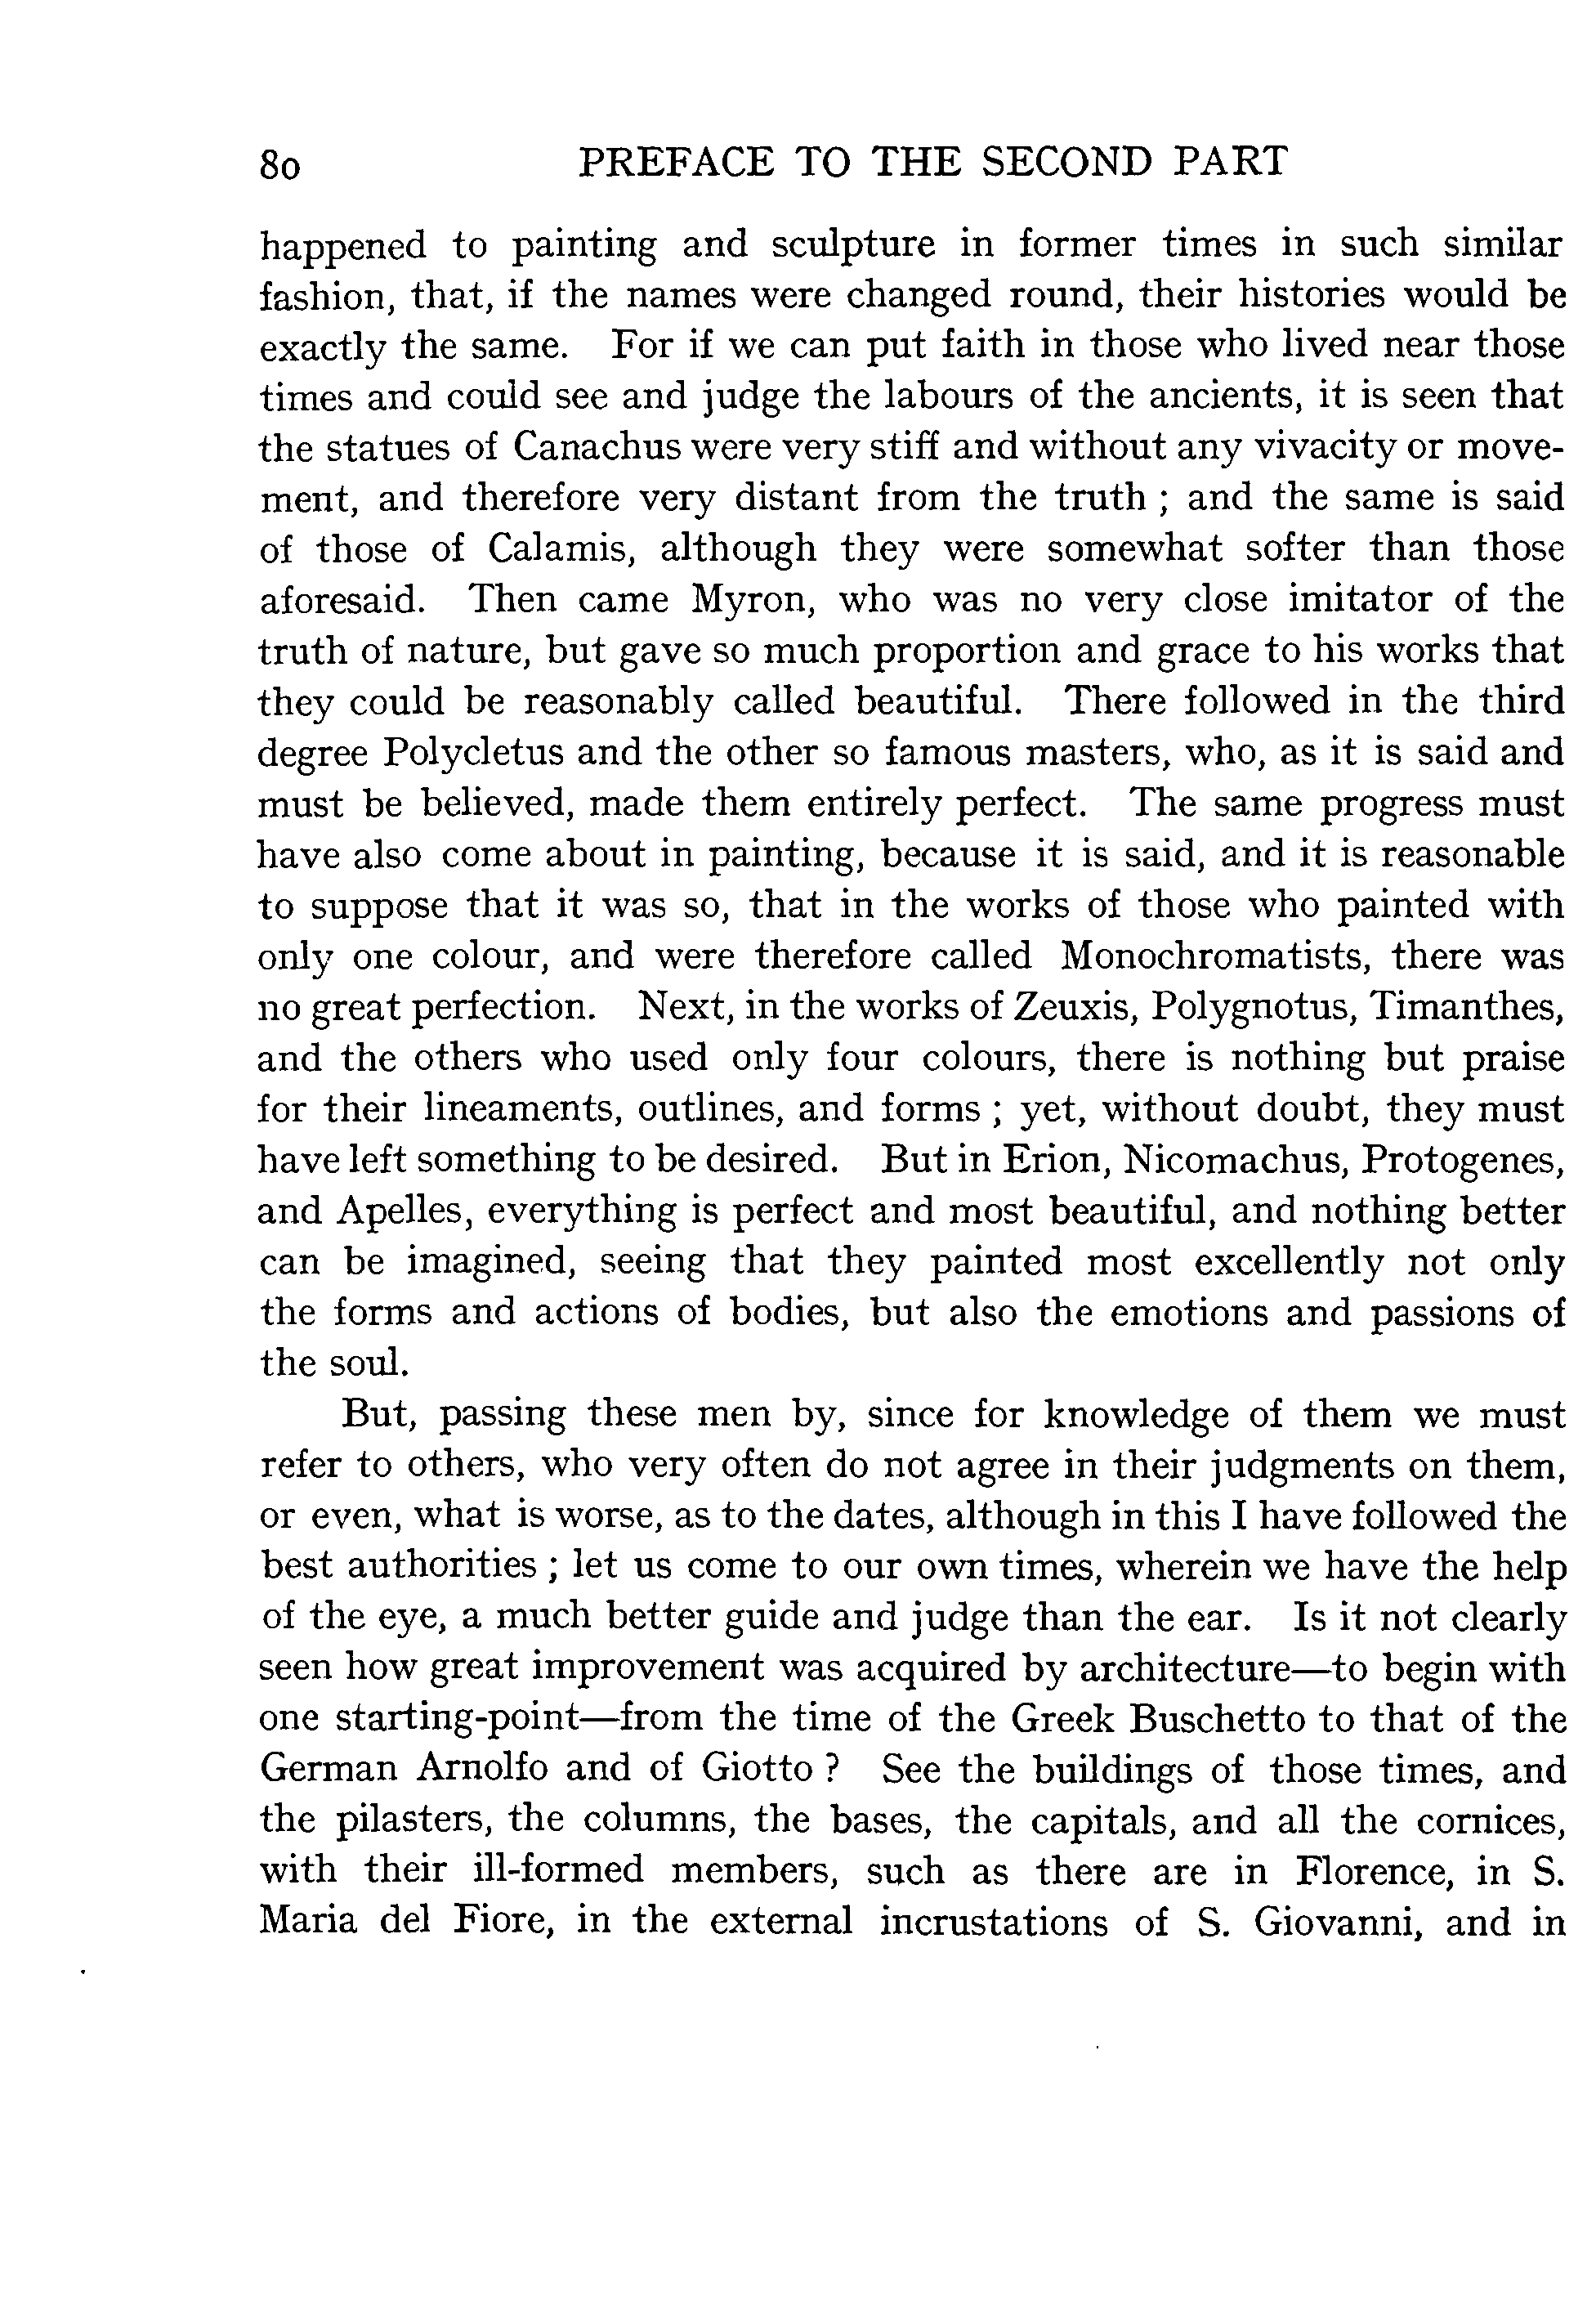 80 PREFACE TO THE SECOND PART
happened to painting and sculpture in former times in such similar
fashion, that, if the names were changed round, their histories would be
exactly the same. For if we can put faith in those who lived near those
times and could see and judge the labours of the ancients, it is seen that
the statues of Canachus were very stiff and without any vivacity or move-
ment, and therefore very distant from the truth ; and the same is said
of those of Calamis, although they were somewhat softer than those
aforesaid. Then came Myron, who was no very close imitator of the
truth of nature, but gave so much proportion and grace to his works that
they could be reasonably called beautiful. There followed in the third
degree Polycletus and the other so famous masters, who, as it is said and
must be believed, made them entirely perfect. The same progress must
have also come about in painting, because it is said, and it is reasonable
to suppose that it was so, that in the works of those who painted with
only one colour, and were therefore called Monochromatists, there was
no great perfection. Next, in the works of Zeuxis, Polygnotus, Timanthes,
and the others who used only four colours, there is nothing but praise
for their lineaments, outlines, and forms ; yet, without doubt, they must
have left something to be desired. But in Erion, Nicomachus, Protogenes,
and Apelles, everything is perfect and most beautiful, and nothing better
can be imagined, seeing that they painted most excellently not only
the forms and actions of bodies, but also the emotions and passions of
the soul.
But, passing these men by, since for knowledge of them we must
refer to others, who very often do not agree in their judgments on them,
or even, what is worse, as to the dates, although in this I have followed the
best authorities ; let us come to our own times, wherein we have the help
of the eye, a much better guide and judge than the ear. Is it not clearly
seen how great improvement was acquired by architecture—to begin with
one starting-point—from the time of the Greek Buschetto to that of the
German Arnolfo and of Giotto ? See the buildings of those times, and
the pilasters, the columns, the bases, the capitals, and all the cornices,
with their ill-formed members, such as there are in Florence, in S.
Maria del Fiore, in the external incrustations of S. Giovanni, and in